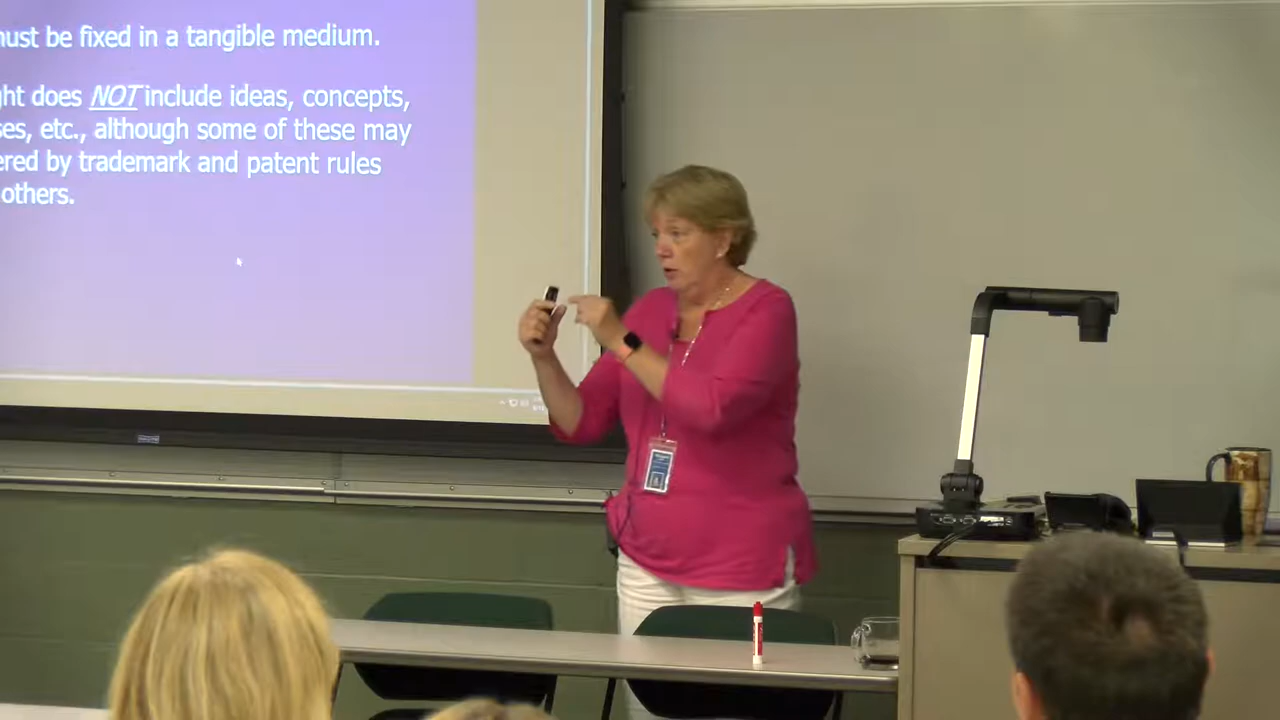 must be fixed in a tangible medium.
ght does NOT include ideas, concepts,
ses, etc., although some of these may
ered by trademark and patent rules
others.